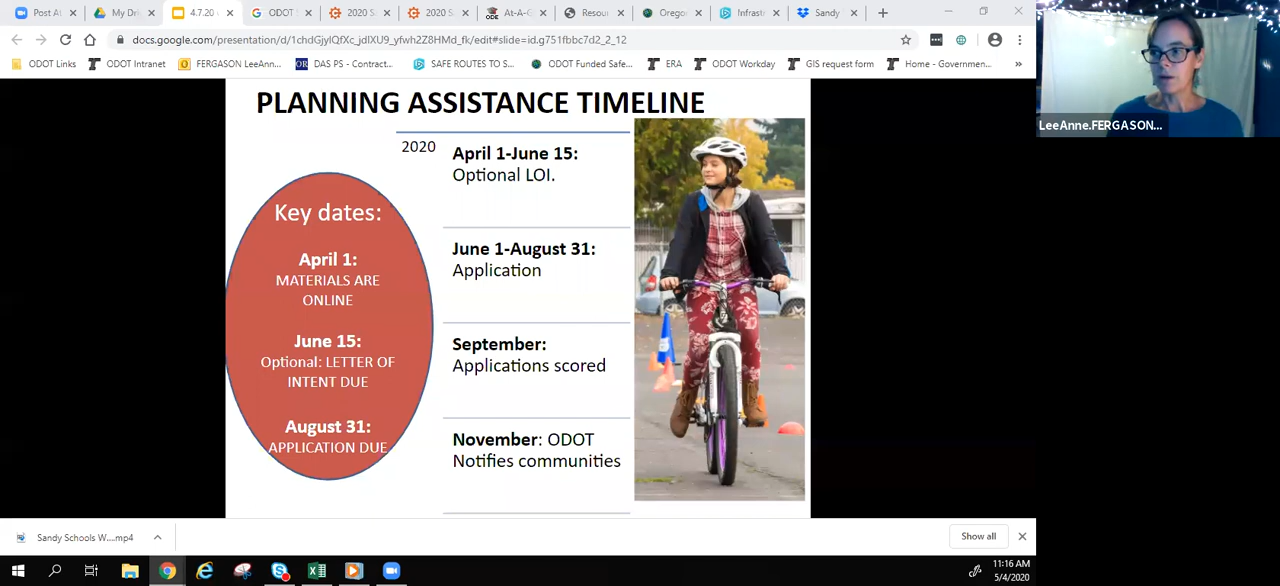 Post At
My Dri
4.7.20
ODOT S
2020 S
2020 S
At-A-G
Resou
Orego
Infrast
Sandy
docs.google.com/presentation/d/1chdGjylQfXc_jdlXU9_yfwh2Z8HMd_fk/edit#slide=id.g751fbbc7d2_2_12
ODOT Links
ODOT Intranet
FERGASON LeeAnn...
DAS PS - Contract...
SAFE ROUTES TO S...
ODOT Funded Safe...
ERA
ODOT Workday
GIS request form
Home - Governmen...
LeeAnne.FERGASON...
PLANNING ASSISTANCE TIMELINE
Key dates:
April 1:
MATERIALS ARE
ONLINE
June 15:
Optional: LETTER OF
INTENT DUE
August 31:
APPLICATION DUE
2020
April 1-June 15:
Optional LOI.
June 1-August 31:
Application
September:
Applications scored
November: ODOT
Notifies communities
Sandy Schools W....mp4
Show all
11:16 AM
5/4/2020